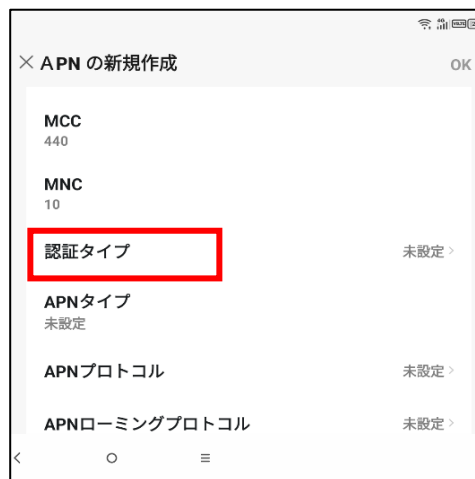 APN の新規作成
OK
MCC
440
MNC
10
認証タイプ
未設定
APNタイプ
未設定
APNプロトコル
未設定
APNローミングプロトコル
未設定